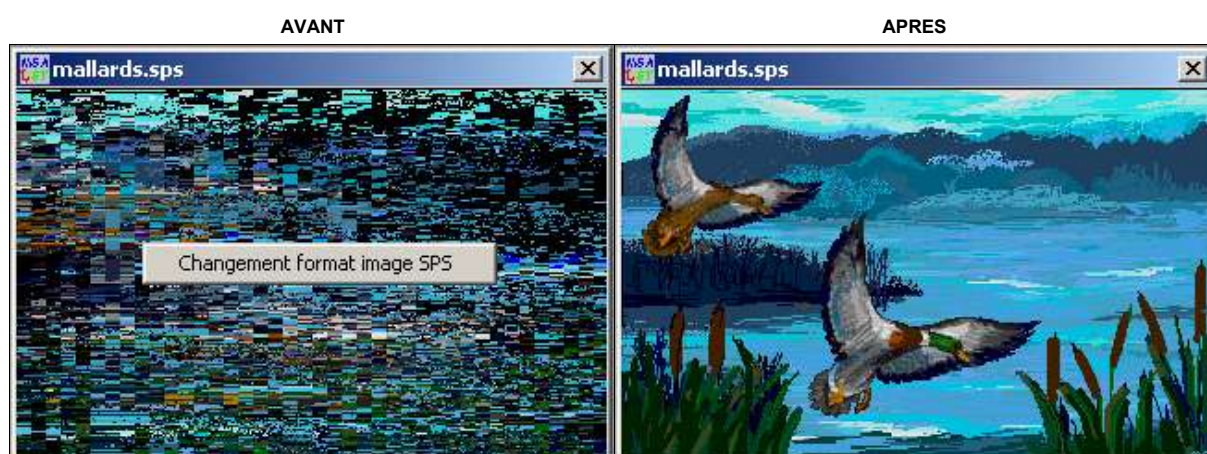 AVANT
APRES
mallards.sps
mallards.sps
Changement format image SPS